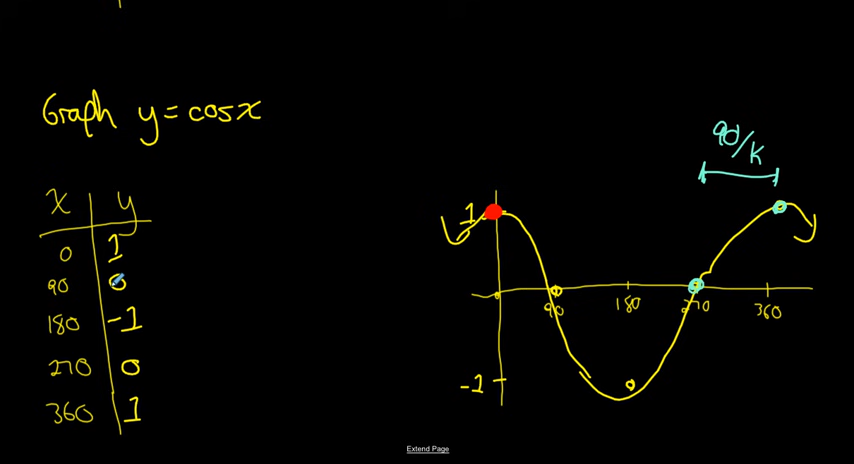 Graph y = cosx
x y
0 1
90 0
180 -1
270 0
360 1
90/k
1
90 180 270 360
-1
Extend Page